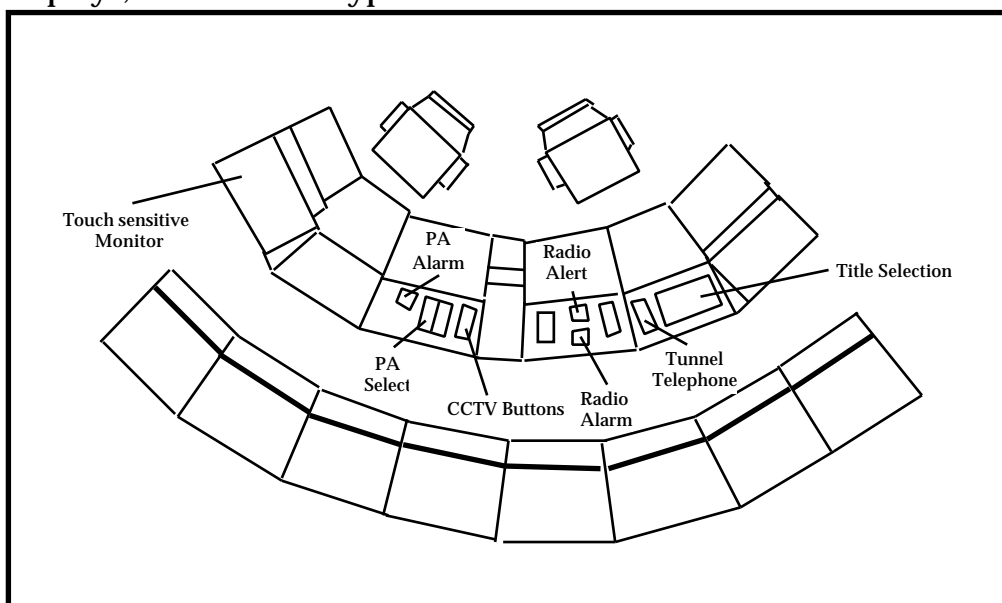 Touch sensitive
Monitor
PA
Alarm
Radio
Alert
Title Selection
PA
Select
CCTV Buttons
Radio
Alarm
Tunnel
Telephone